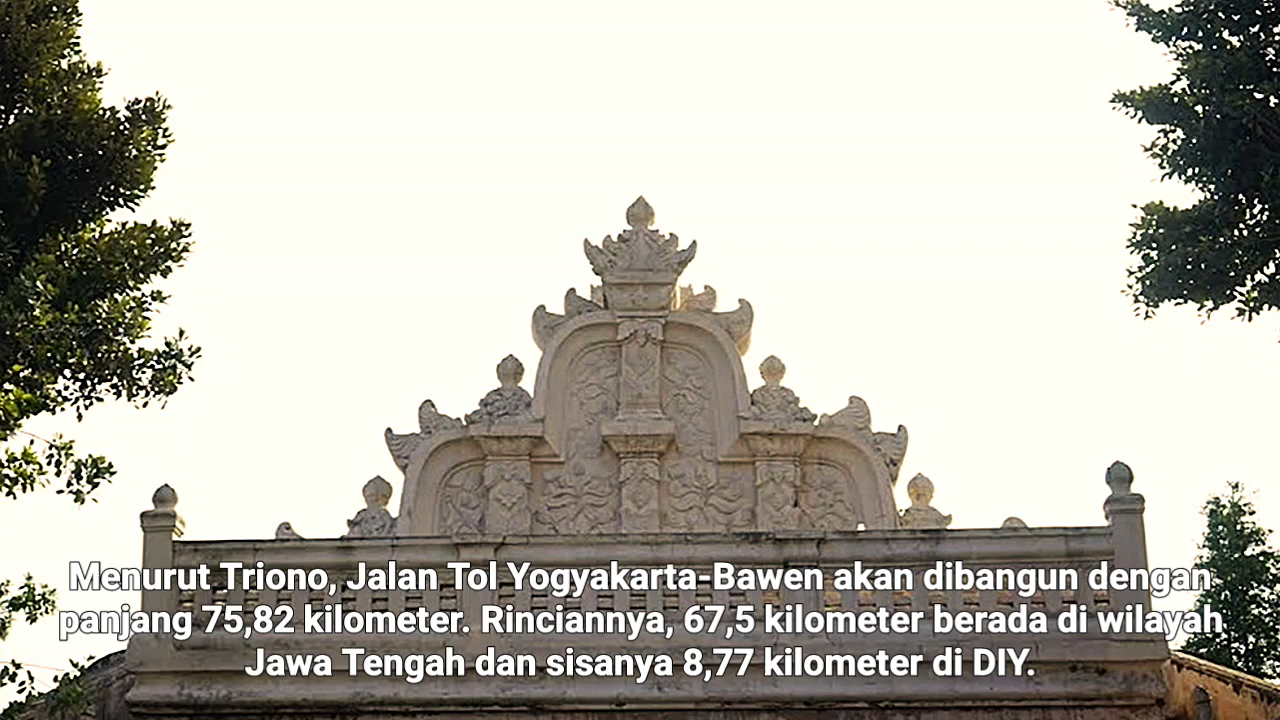 Menurut Triono, Jalan Tol Yogyakarta-Bawen akan dibangun dengan
panjang 75,82 kilometer. Rinciannya, 67,5 kilometer berada di wilayah
Jawa Tengah dan sisanya 8,77 kilometer di DIY.